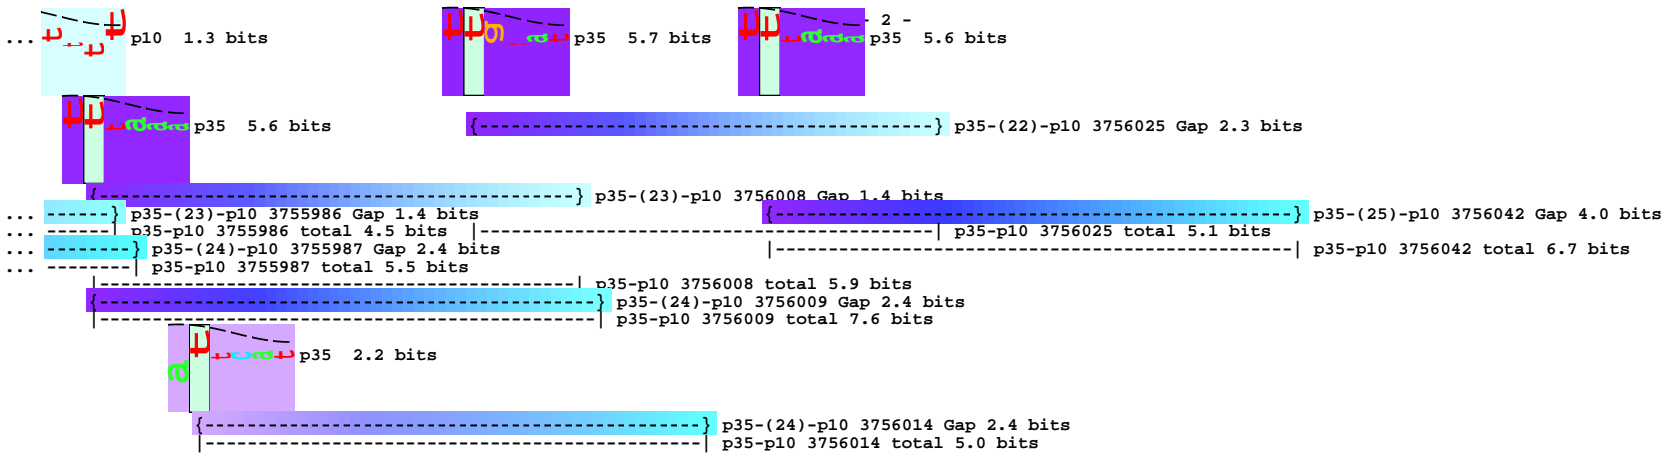 - 2 -
... p10 1.3 bits p35 5.7 bits p35 5.6 bits
p35 5.6 bits {--------------------------------------------} p35-(22)-p10 3756025 Gap 2.3 bits
{----------------------------------------------} p35-(23)-p10 3756008 Gap 1.4 bits
... ------} p35-(23)-p10 3755986 Gap 1.4 bits {--------------------------------------------------} p35-(25)-p10 3756042 Gap 4.0 bits
... ------| p35-p10 3755986 total 4.5 bits |--------------------------------------------| p35-p10 3756025 total 5.1 bits
... --------} p35-(24)-p10 3755987 Gap 2.4 bits |--------------------------------------------------| p35-p10 3756042 total 6.7 bits
... --------| p35-p10 3755987 total 5.5 bits
|----------------------------------------------| p35-p10 3756008 total 5.9 bits
{------------------------------------------------} p35-(24)-p10 3756009 Gap 2.4 bits
|------------------------------------------------| p35-p10 3756009 total 7.6 bits
p35 2.2 bits
{------------------------------------------------} p35-(24)-p10 3756014 Gap 2.4 bits
|------------------------------------------------| p35-p10 3756014 total 5.0 bits